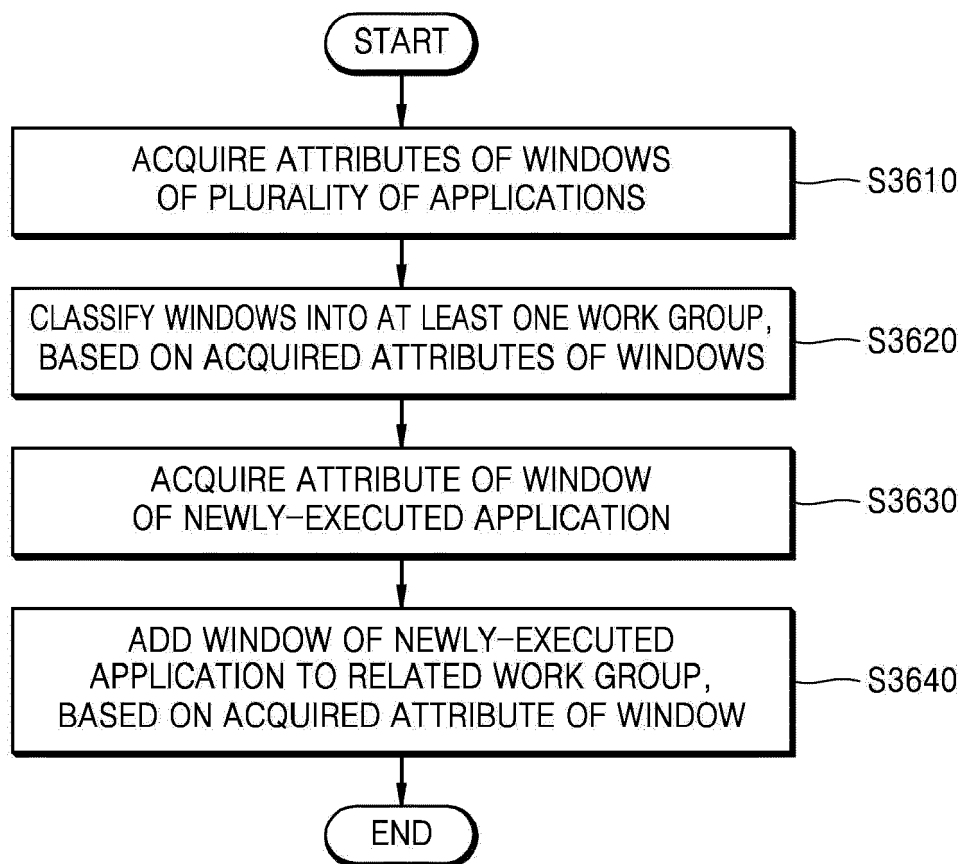 START
ACQUIRE ATTRIBUTES OF WINDOWS
OF PLURALITY OF APPLICATIONS
S3610
CLASSIFY WINDOWS INTO AT LEAST ONE WORK GROUP,
BASED ON ACQUIRED ATTRIBUTES OF WINDOWS
S3620
ACQUIRE ATTRIBUTE OF WINDOW
OF NEWLY-EXECUTED APPLICATION
S3630
ADD WINDOW OF NEWLY-EXECUTED
APPLICATION TO RELATED WORK GROUP,
BASED ON ACQUIRED ATTRIBUTE OF WINDOW
S3640
END